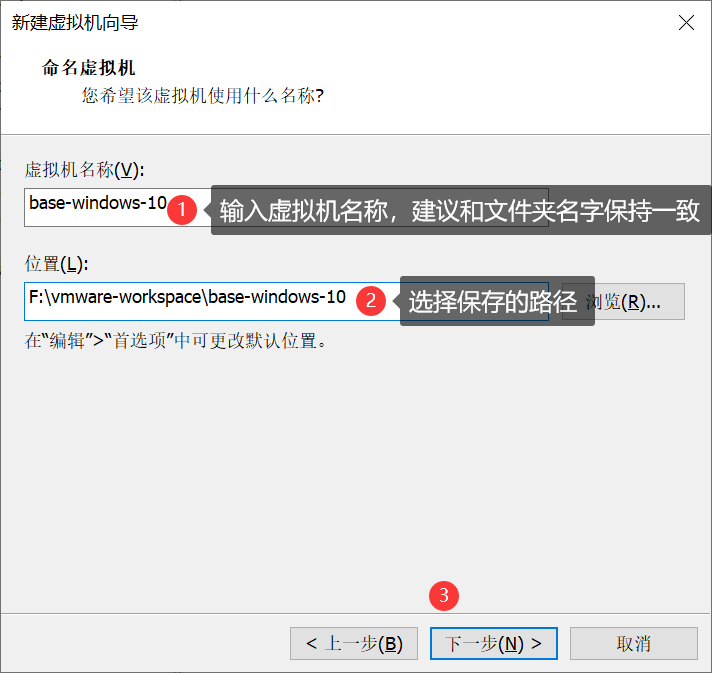 新建虚拟机向导
命名虚拟机
您希望该虚拟机使用什么名称?
虚拟机名称(V):
base-windows-10
1
输入虚拟机名称，建议和文件夹名字保持一致
位置(L):
F:\vmware-workspace\base-windows-10
2
选择保存的路径
浏览(R)...
在“编辑”>“首选项”中可更改默认位置。
3
< 上一步(B)
下一步(N) >
取消